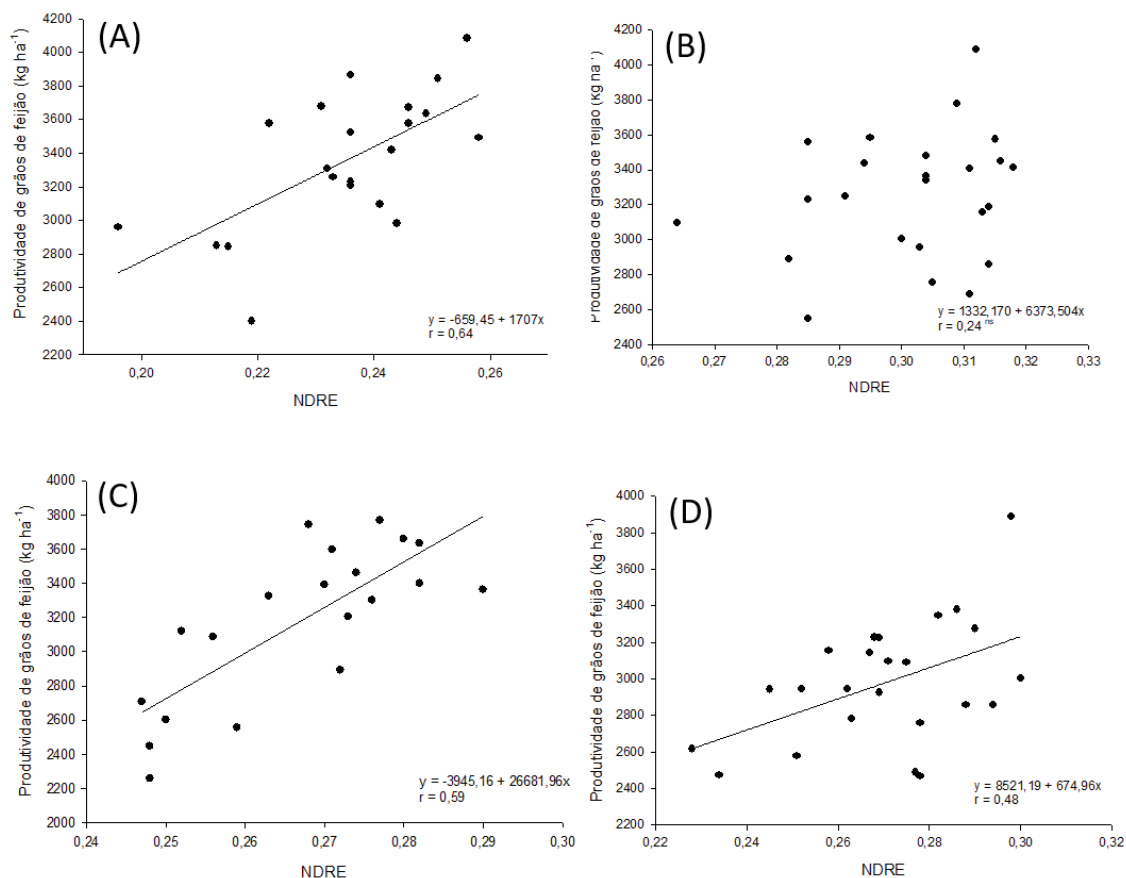 (A)
Produtividade de grãos de feijão (kg ha⁻¹)
4200
4000
3800
3600
3400
3200
3000
2800
2600
2400
2200
y = -659,45 + 1707x
r = 0,64
0,20 0,22 0,24 0,26
NDRE
(B)
Produtividade de graos de feijao (kg ha⁻¹)
4200
4000
3800
3600
3400
3200
3000
2800
2600
2400
y = 1332,170 + 6373,504x
r = 0,24 ns
0,26 0,27 0,28 0,29 0,30 0,31 0,32 0,33
NDRE
(C)
Produtividade de grãos de feijão (kg ha⁻¹)
4000
3800
3600
3400
3200
3000
2800
2600
2400
2200
2000
y = -3945,16 + 26681,96x
r = 0,59
0,24 0,25 0,26 0,27 0,28 0,29 0,30
NDRE
(D)
Produtividade de grãos de feijão (kg ha⁻¹)
4000
3800
3600
3400
3200
3000
2800
2600
2400
2200
y = 8521,19 + 674,96x
r = 0,48
0,22 0,24 0,26 0,28 0,30 0,32
NDRE